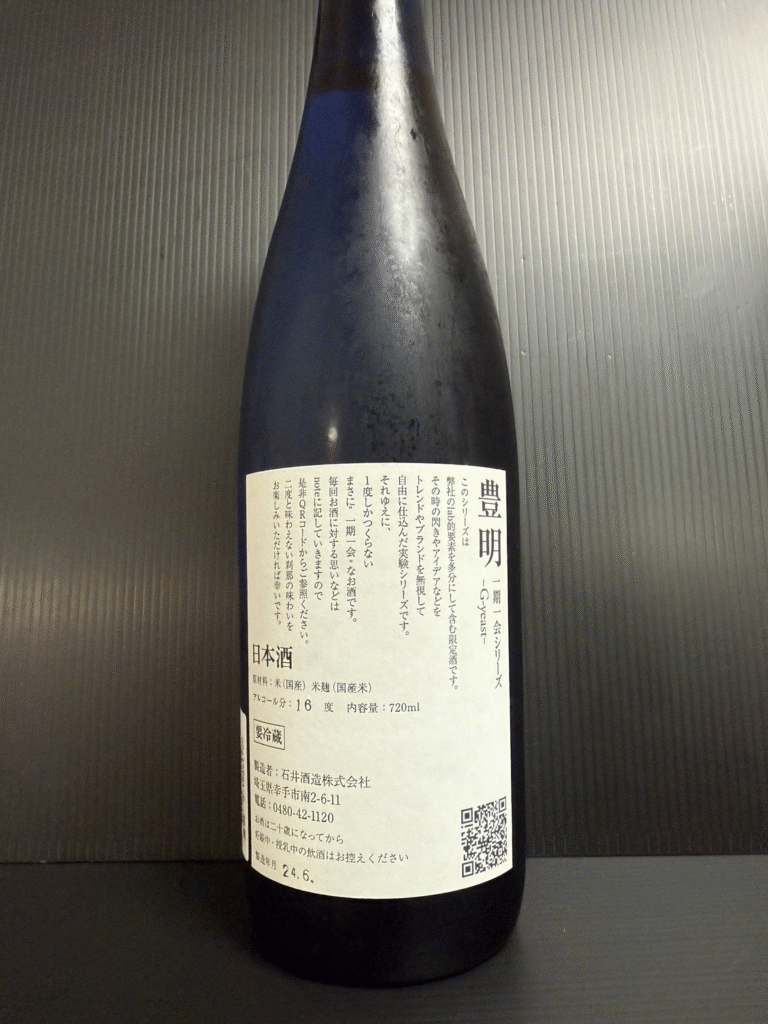 豊明 一期一会シリーズ
–G-yeast–
このシリーズは
弊社のlab的要素を多分にして含む限定酒です。
その時の閃きやアイデアなどを
トレンドやブランドを無視して
自由に仕込んだ実験シリーズです。
それゆえに、
1度しかつくらない
まさに"一期一会"なお酒です。
毎回お酒に対する思いなどは
noteに記していきますので
是非QRコードからご参照ください。
二度と味わえない刹那の味わいを
お楽しみいただければ幸いです。
日本酒
原材料:米(国産) 米麹(国産米)
アルコール分:16 度 内容量:720ml
要冷蔵
製造者:石井酒造株式会社
埼玉県幸手市南2-6-11
電話:0480-42-1120
お酒は二十歳になってから
妊娠中・授乳中の飲酒はお控えください
製造年月 24.6.